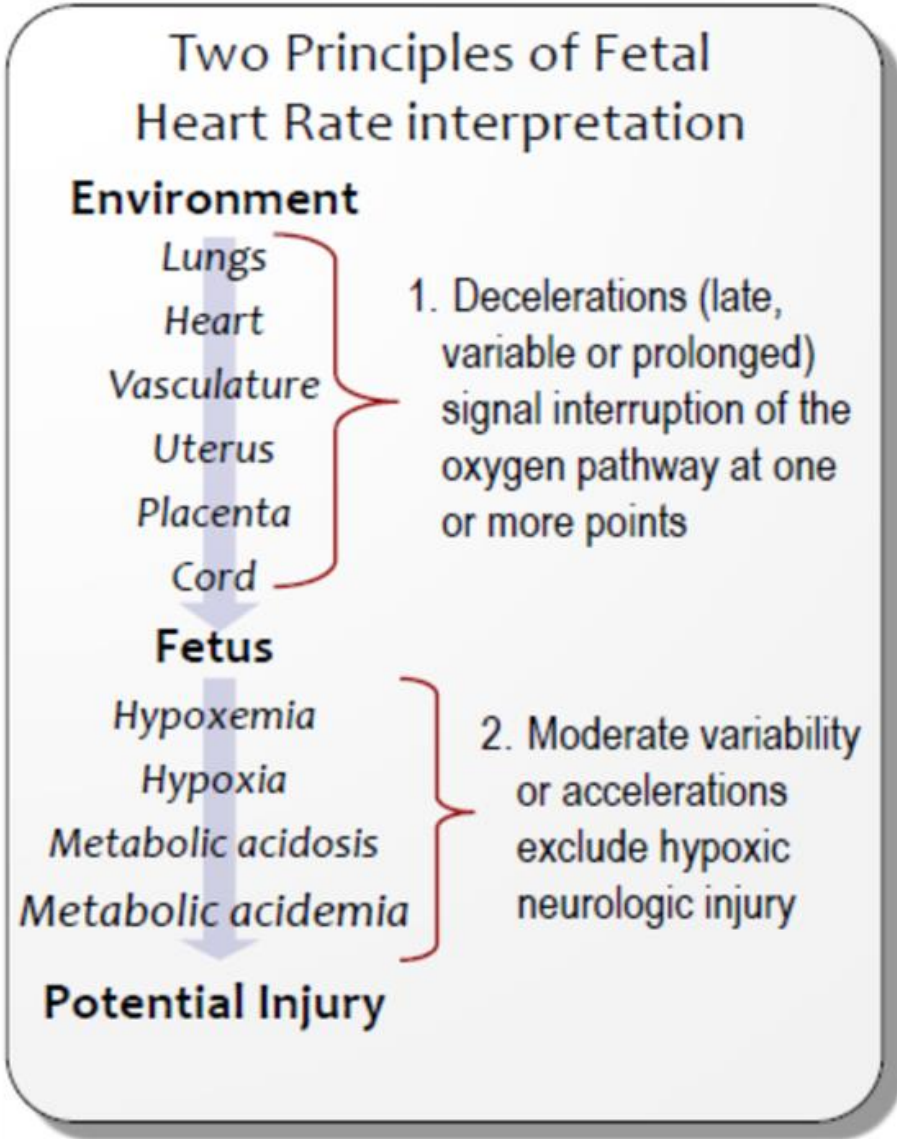 Two Principles of Fetal
Heart Rate interpretation
Environment
Lungs
Heart
Vasculature
Uterus
Placenta
Cord
1. Decelerations (late,
variable or prolonged)
signal interruption of the
oxygen pathway at one
or more points
Fetus
Hypoxemia
Hypoxia
Metabolic acidosis
Metabolic acidemia
2. Moderate variability
or accelerations
exclude hypoxic
neurologic injury
Potential Injury